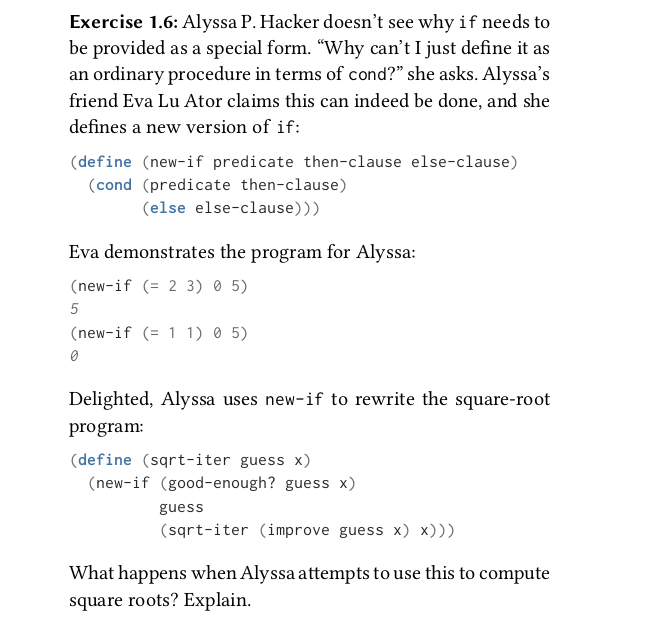 Exercise 1.6: Alyssa P. Hacker doesn’t see why if needs to
be provided as a special form. “Why can’t I just define it as
an ordinary procedure in terms of cond?” she asks. Alyssa’s
friend Eva Lu Ator claims this can indeed be done, and she
defines a new version of if:
(define (new-if predicate then-clause else-clause)
  (cond (predicate then-clause)
        (else else-clause)))
Eva demonstrates the program for Alyssa:
(new-if (= 2 3) 0 5)
5
(new-if (= 1 1) 0 5)
0
Delighted, Alyssa uses new-if to rewrite the square-root
program:
(define (sqrt-iter guess x)
  (new-if (good-enough? guess x)
          guess
          (sqrt-iter (improve guess x) x)))
What happens when Alyssa attempts to use this to compute
square roots? Explain.